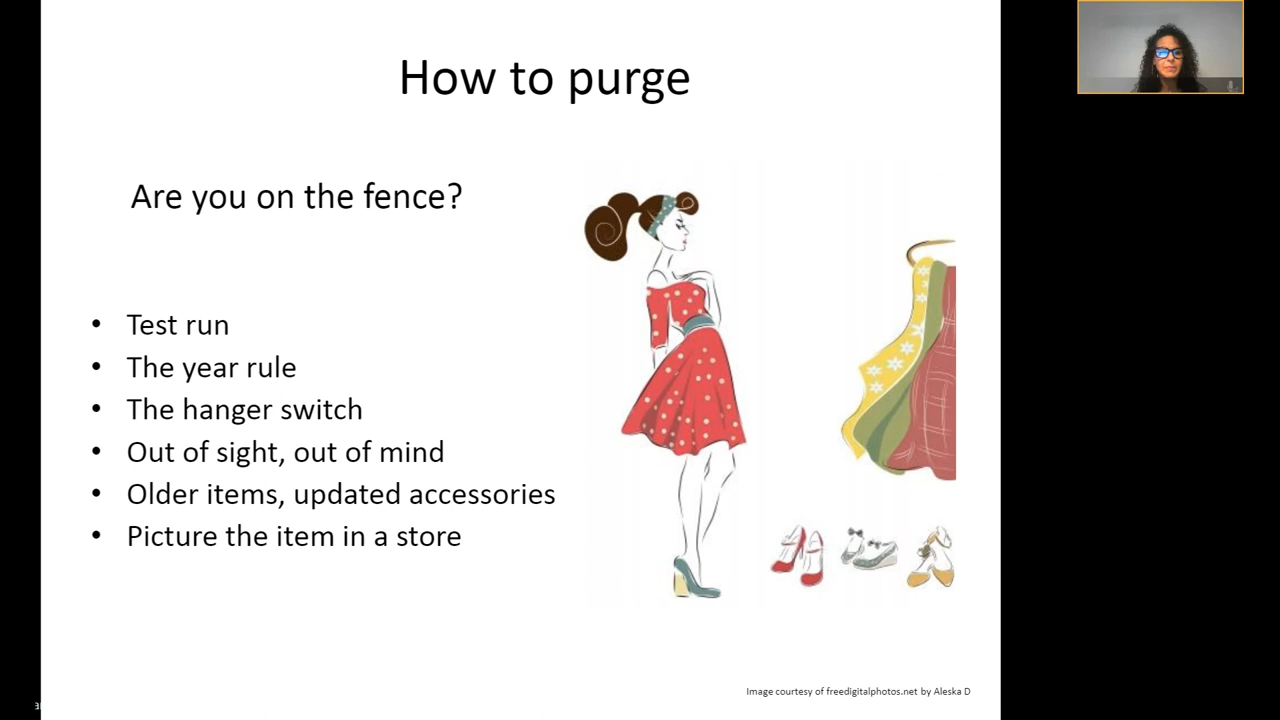 How to purge
Are you on the fence?
• Test run
• The year rule
• The hanger switch
• Out of sight, out of mind
• Older items, updated accessories
• Picture the item in a store
Image courtesy of freedigitalphotos.net by Aleska D